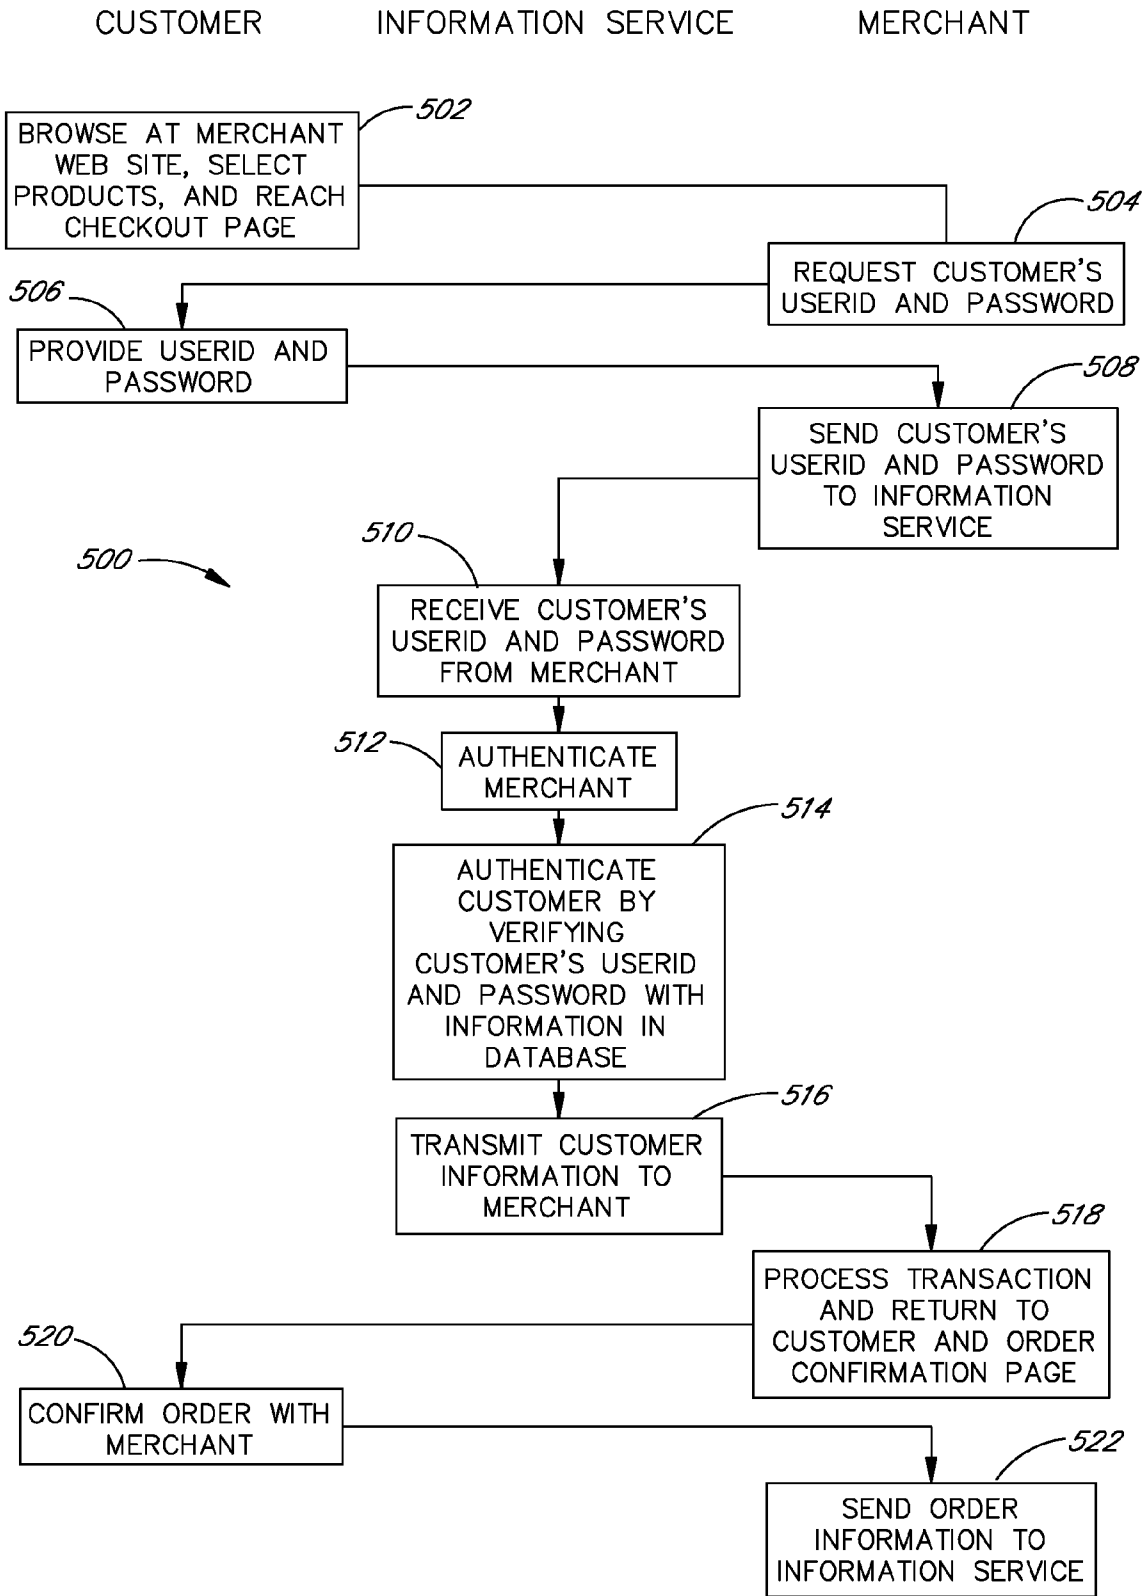 CUSTOMER INFORMATION SERVICE MERCHANT
502
BROWSE AT MERCHANT
WEB SITE, SELECT
PRODUCTS, AND REACH
CHECKOUT PAGE
504
REQUEST CUSTOMER'S
USERID AND PASSWORD
506
PROVIDE USERID AND
PASSWORD
508
SEND CUSTOMER'S
USERID AND PASSWORD
TO INFORMATION
SERVICE
500
510
RECEIVE CUSTOMER'S
USERID AND PASSWORD
FROM MERCHANT
512
AUTHENTICATE
MERCHANT
514
AUTHENTICATE
CUSTOMER BY
VERIFYING
CUSTOMER'S USERID
AND PASSWORD WITH
INFORMATION IN
DATABASE
516
TRANSMIT CUSTOMER
INFORMATION TO
MERCHANT
518
PROCESS TRANSACTION
AND RETURN TO
CUSTOMER AND ORDER
CONFIRMATION PAGE
520
CONFIRM ORDER WITH
MERCHANT
522
SEND ORDER
INFORMATION TO
INFORMATION SERVICE